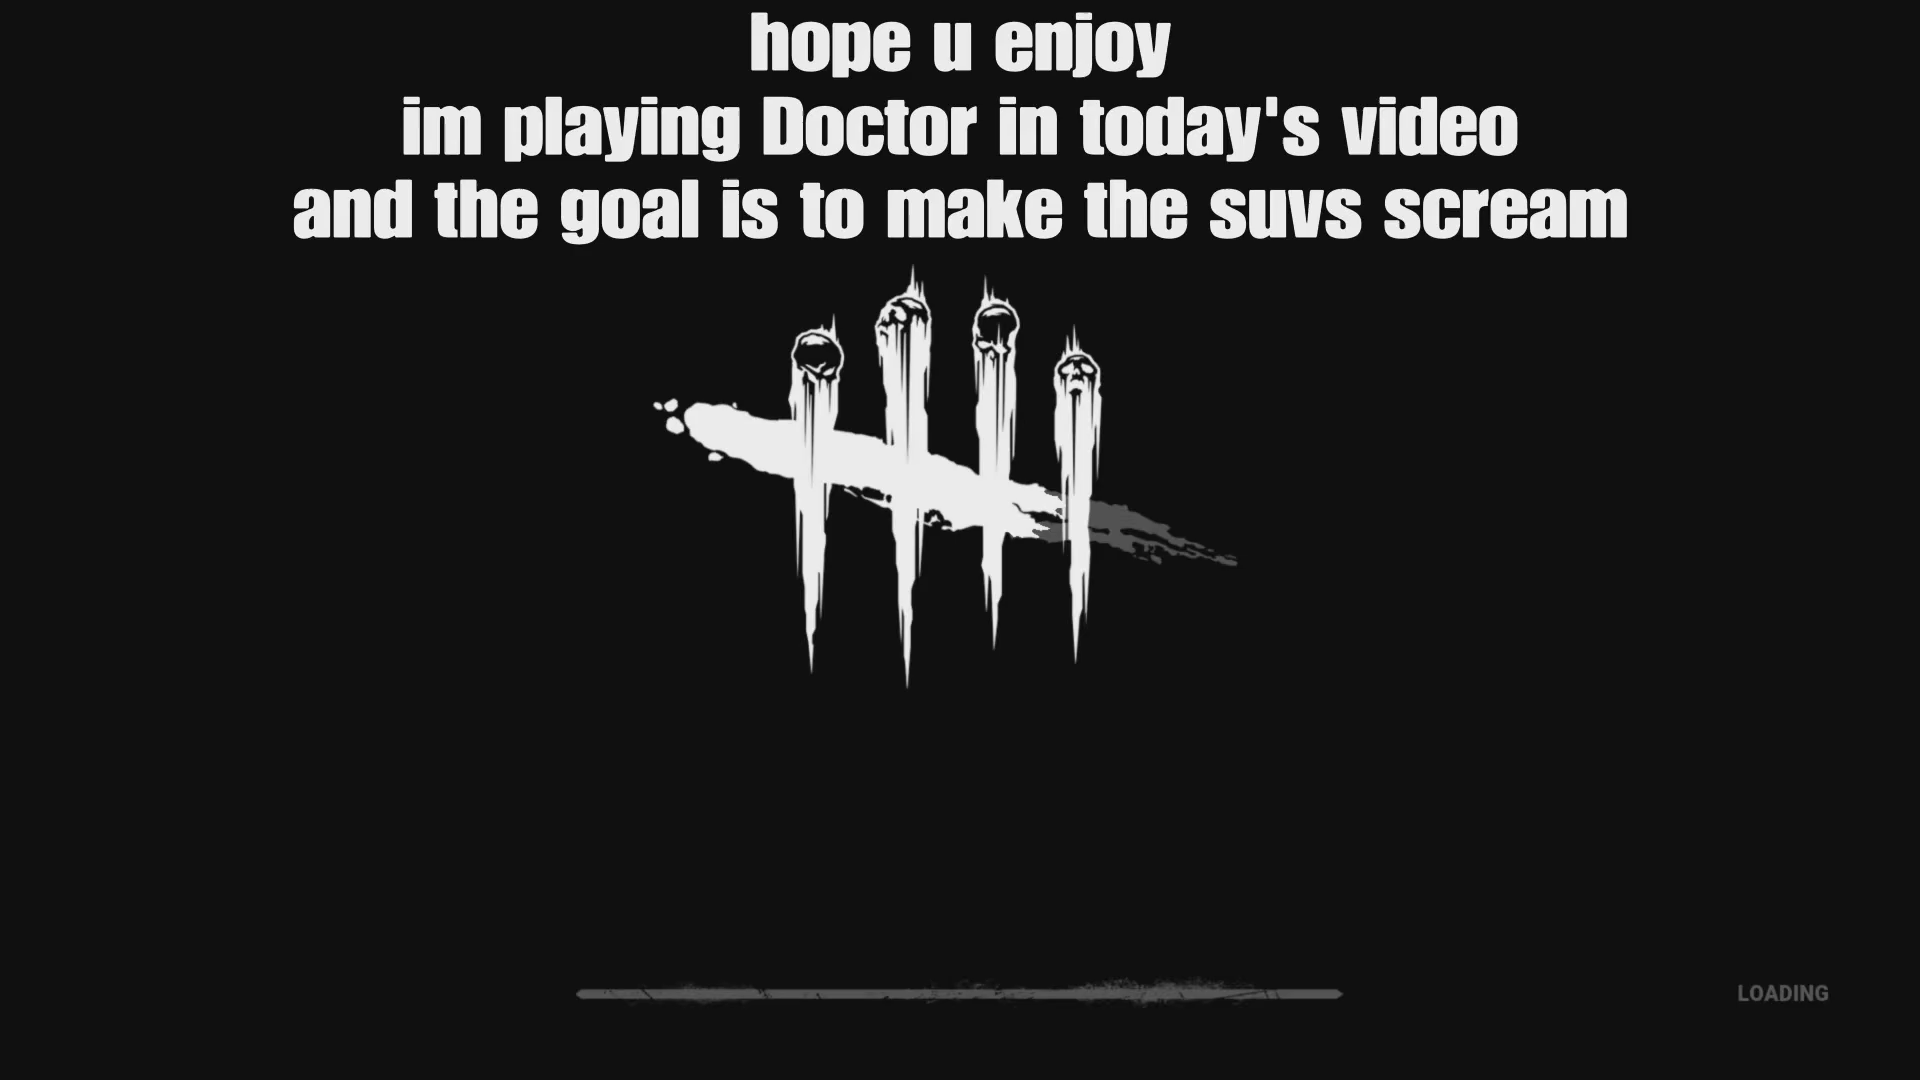 hope u enjoy
im playing Doctor in today's video
and the goal is to make the suvs scream
LOADING